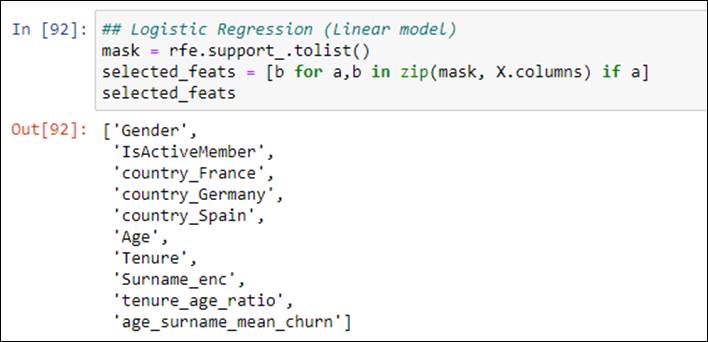 In [92]: ## Logistic Regression (Linear model)
mask = rfe.support_.tolist()
selected_feats = [b for a,b in zip(mask, X.columns) if a]
selected_feats
Out[92]: ['Gender',
'IsActiveMember',
'country_France',
'country_Germany',
'country_Spain',
'Age',
'Tenure',
'Surname_enc',
'tenure_age_ratio',
'age_surname_mean_churn']